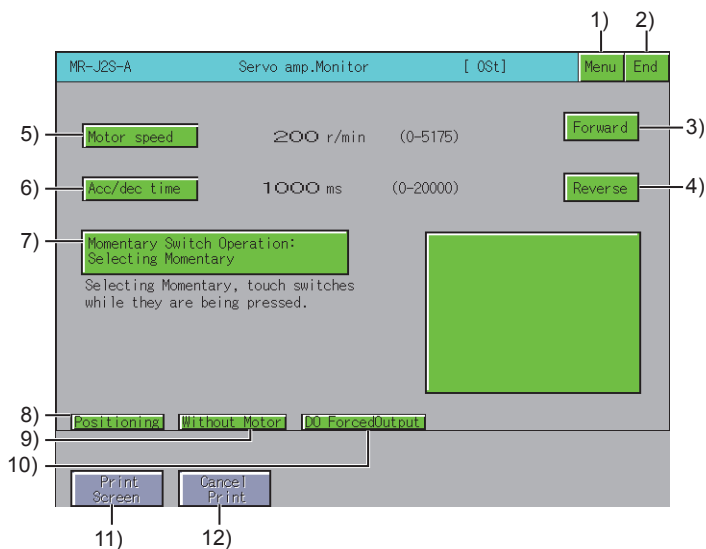 1) 2)
MR-J2S-A Servo amp.Monitor [ OSt] Menu End
5) Motor speed 200 r/min (0-5175) Forward 3)
6) Acc/dec time 1000 ms (0-20000) Reverse 4)
7) Momentary Switch Operation:
Selecting Momentary
Selecting Momentary, touch switches
while they are being pressed.
8) Positioning Without Motor DO ForcedOutput
9)
10)
Print
Screen
Cancel
Print
11) 12)